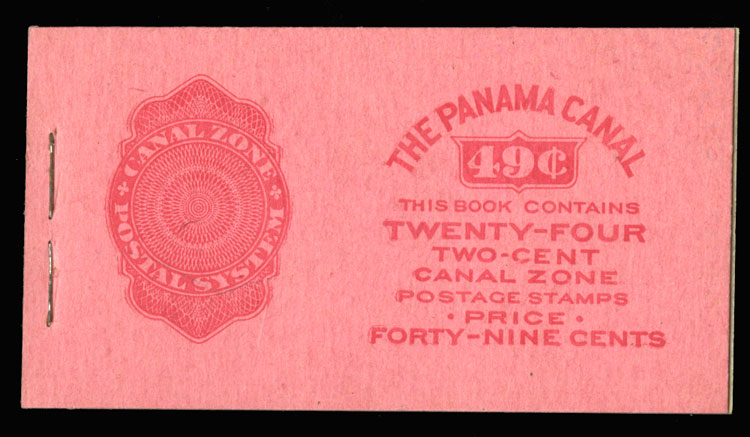 CANAL ZONE
POSTAL SYSTEM
THE PANAMA CANAL
49¢
THIS BOOK CONTAINS
TWENTY-FOUR
TWO-CENT
CANAL ZONE
POSTAGE STAMPS
• PRICE •
FORTY-NINE CENTS